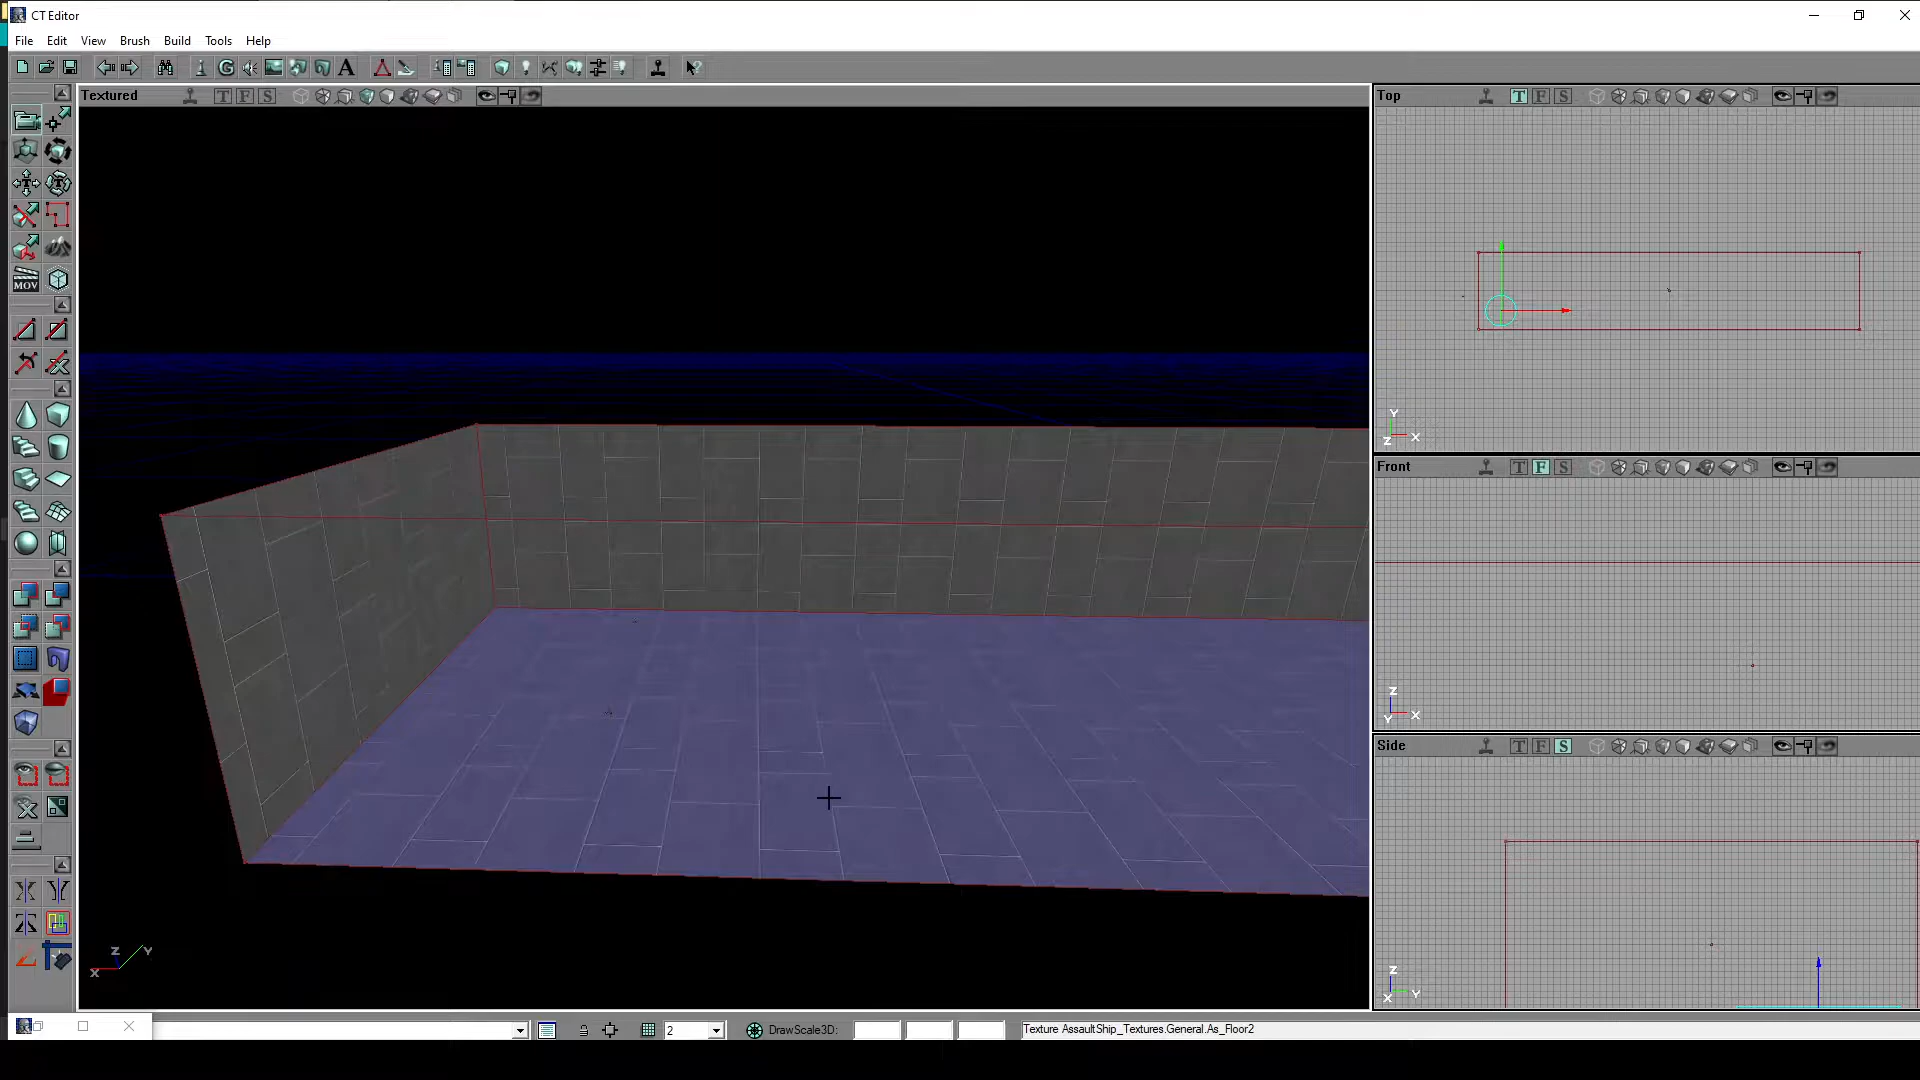 CT Editor
File Edit View Brush Build Tools Help
G A
Textured T F S
Top T F S
MOV
Y
Z X
Front T F S
Z
Y X
Side T F S
Z
X Y
Z Y
X
2 DrawScale3D: Texture AssaultShip_Textures.General.As_Floor2